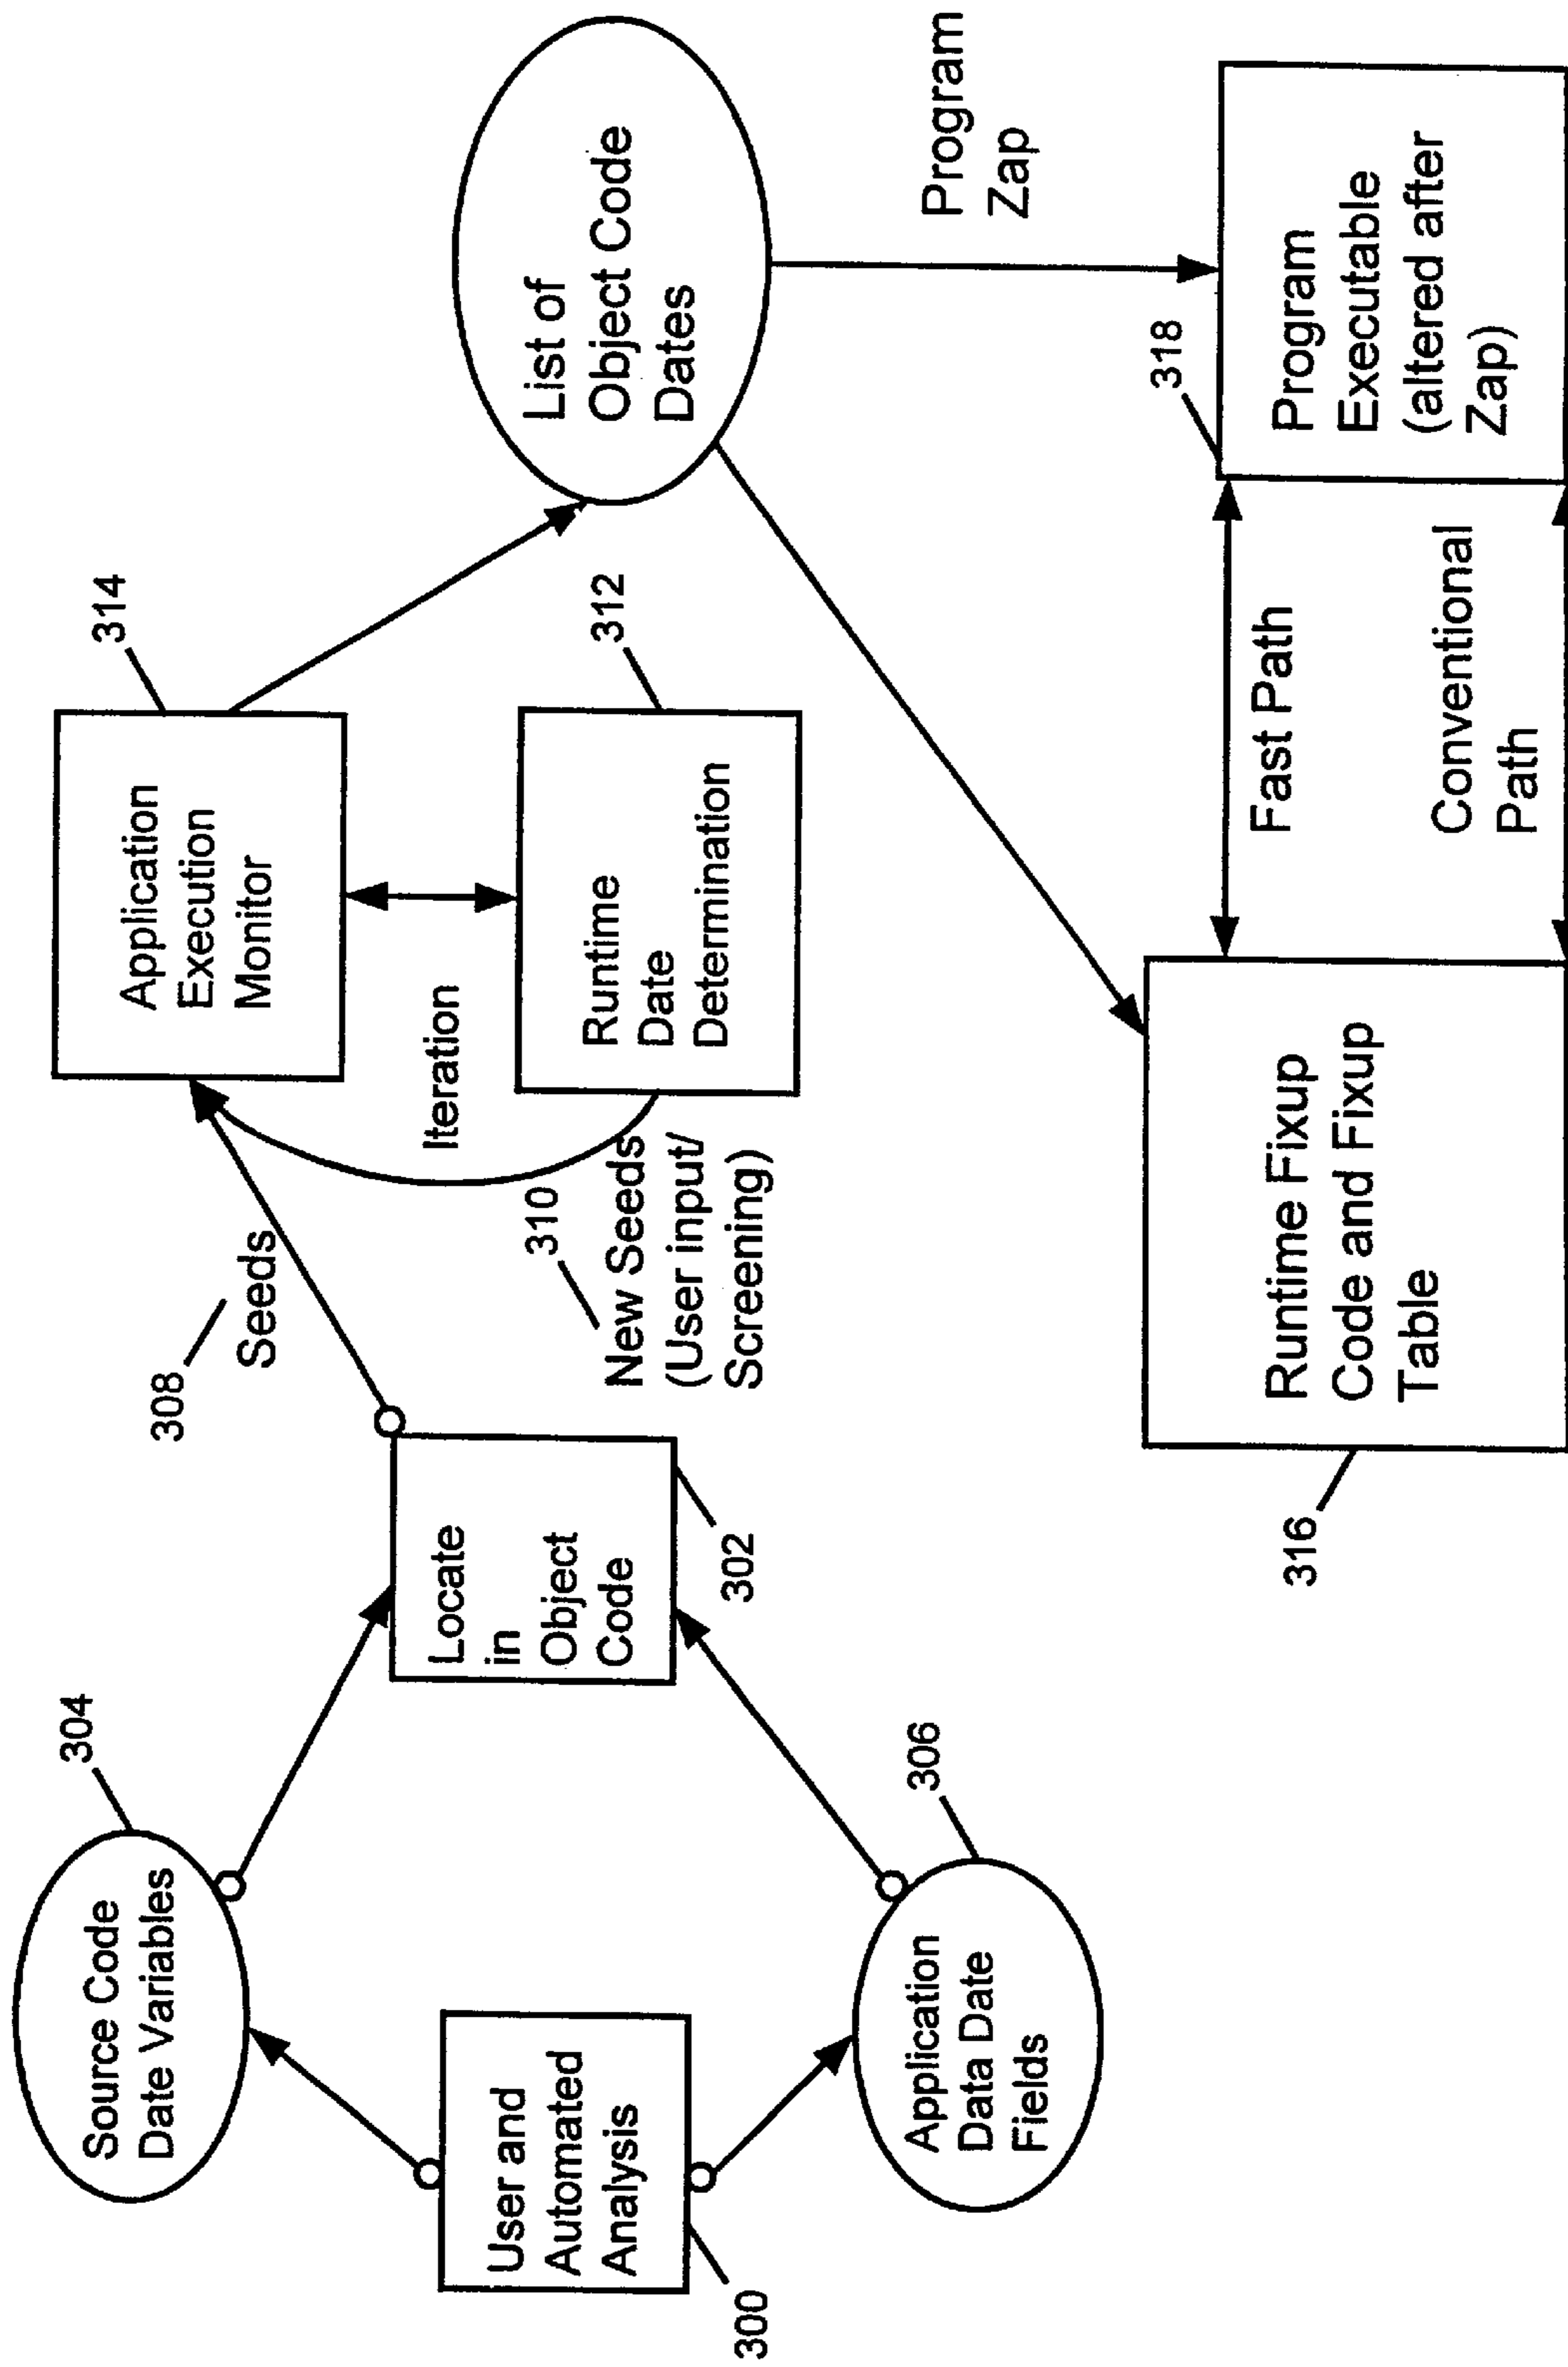 304
Source Code
Date Variables
User and
Automated
Analysis
300
Application
Data Date
Fields
306
Locate
in
Object
Code
302
308
Seeds
310
New Seeds
(User input/
Screening)
Iteration
314
Application
Execution
Monitor
312
Runtime
Date
Determination
List of
Object Code
Dates
Program
Zap
316
Runtime Fixup
Code and Fixup
Table
Fast Path
Conventional
Path
318
Program
Executable
(altered after
Zap)